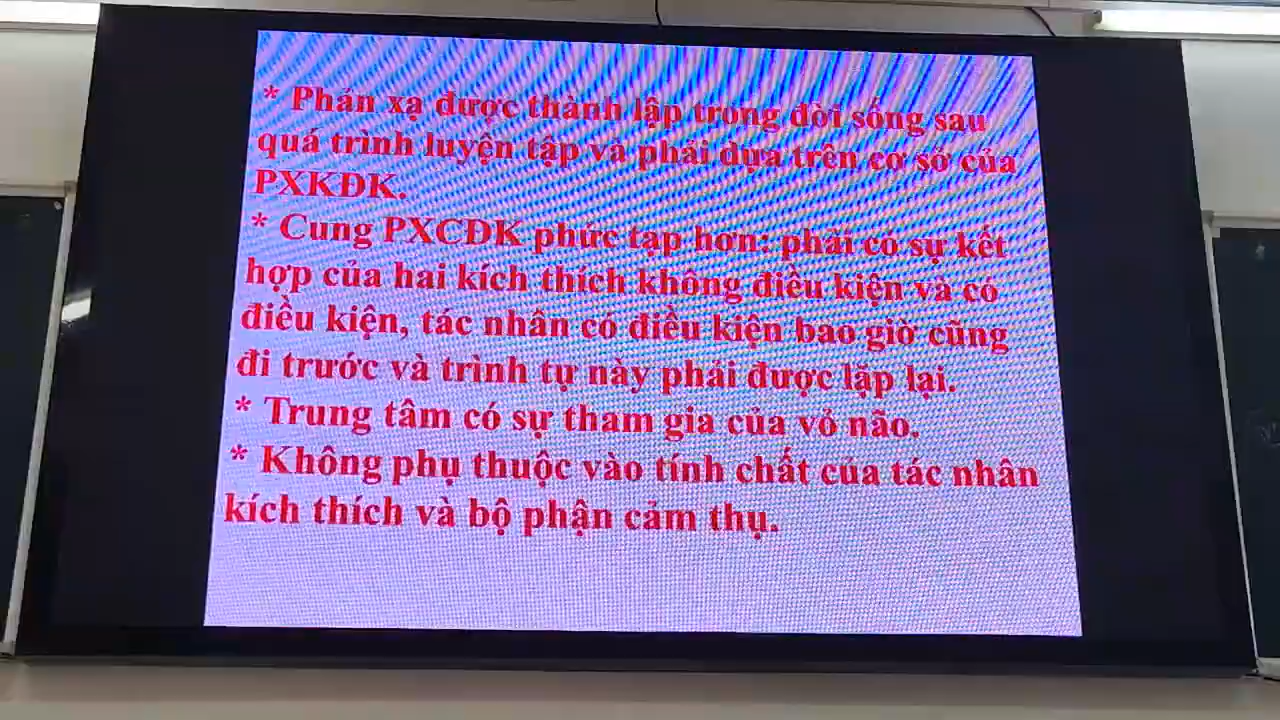 * Phản xạ được thành lập trong đời sống sau
quá trình luyện tập và phải dựa trên cơ sở của
PXKĐK.
* Cung PXCĐK phức tạp hơn: phải có sự kết
hợp của hai kích thích không điều kiện và có
điều kiện, tác nhân có điều kiện bao giờ cũng
đi trước và trình tự này phải được lặp lại.
* Trung tâm có sự tham gia của vỏ não.
* Không phụ thuộc vào tính chất của tác nhân
kích thích và bộ phận cảm thụ.